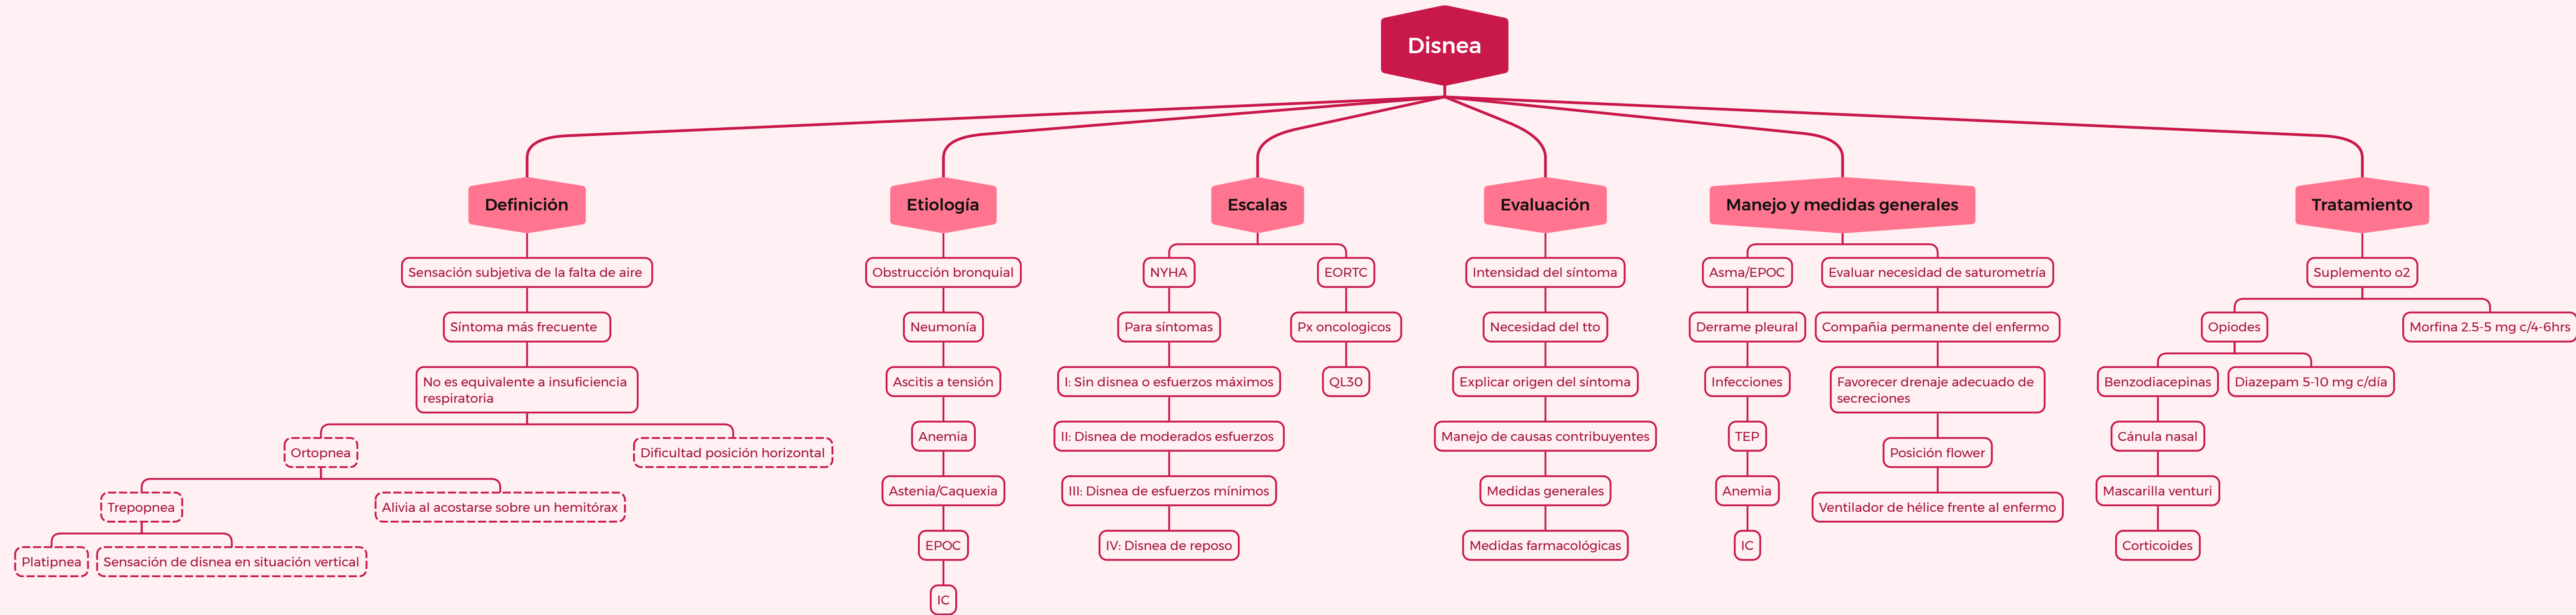 Disnea
Definición
Sensación subjetiva de la falta de aire
Síntoma más frecuente
No es equivalente a insuficiencia
respiratoria
Ortopnea
Dificultad posición horizontal
Trepopnea
Alivia al acostarse sobre un hemitórax
Platipnea
Sensación de disnea en situación vertical
Etiología
Obstrucción bronquial
Neumonía
Ascitis a tensión
Anemia
Astenia/Caquexia
EPOC
IC
Escalas
NYHA
Para síntomas
I: Sin disnea o esfuerzos máximos
II: Disnea de moderados esfuerzos
III: Disnea de esfuerzos mínimos
IV: Disnea de reposo
EORTC
Px oncologicos
QL30
Evaluación
Intensidad del síntoma
Necesidad del tto
Explicar origen del síntoma
Manejo de causas contribuyentes
Medidas generales
Medidas farmacológicas
Manejo y medidas generales
Asma/EPOC
Derrame pleural
Infecciones
TEP
Anemia
IC
Evaluar necesidad de saturometría
Compañia permanente del enfermo
Favorecer drenaje adecuado de
secreciones
Posición flower
Ventilador de hélice frente al enfermo
Tratamiento
Suplemento o2
Opiodes
Morfina 2.5-5 mg c/4-6hrs
Benzodiacepinas
Diazepam 5-10 mg c/día
Cánula nasal
Mascarilla venturi
Corticoides